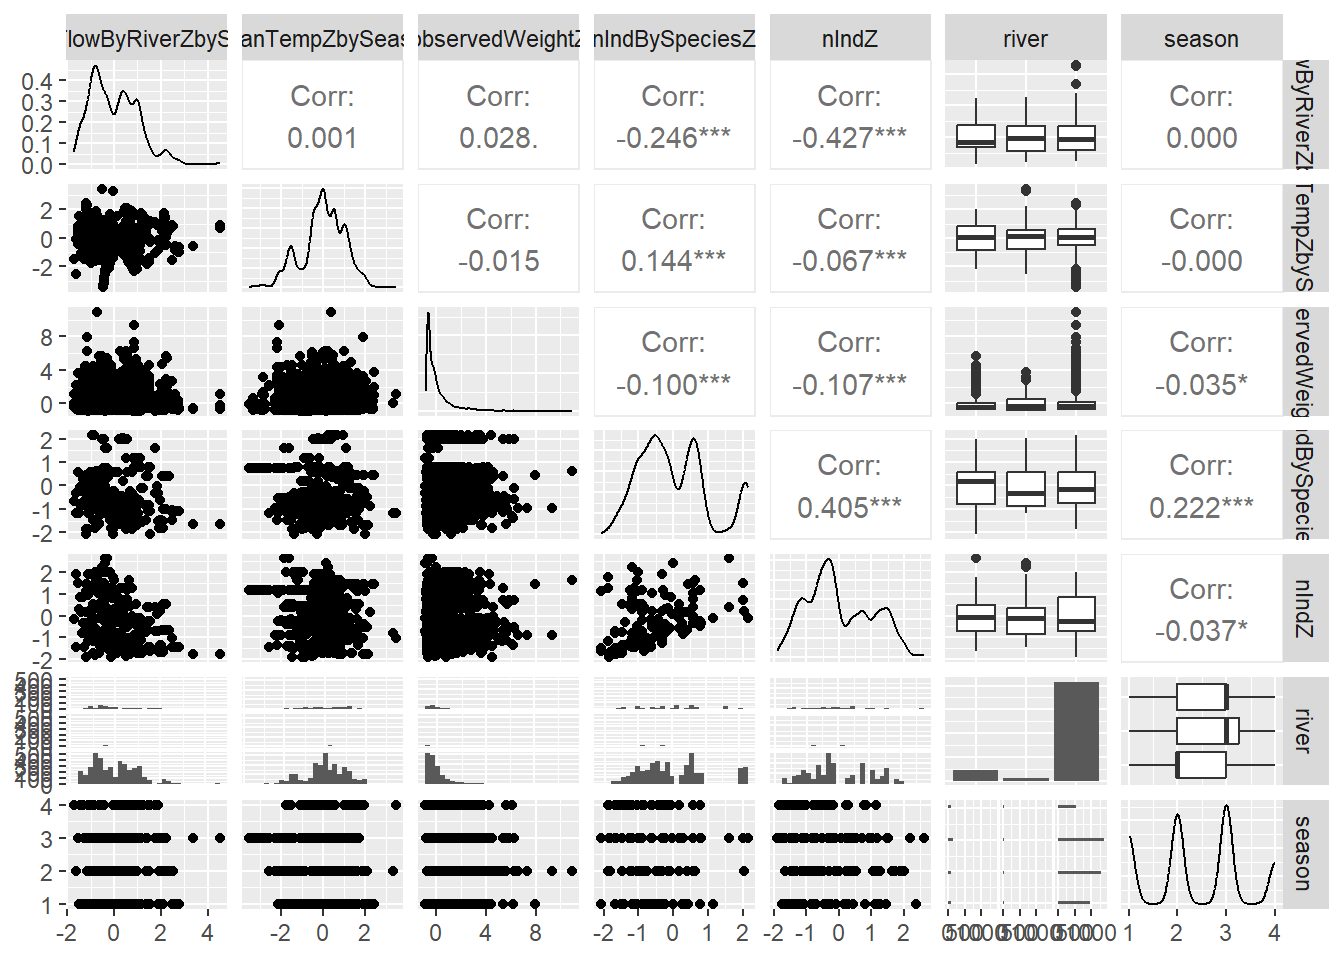 lowByRiverZbyS
anTempZbySeas
observedWeightZ
nIndBySpeciesZ
nIndZ
river
season
0.4
0.3
0.2
0.1
0.0
Corr:
0.001
Corr:
0.028.
Corr:
-0.246***
Corr:
-0.427***
Corr:
0.000
wByRiverZb
2
0
-2
Corr:
-0.015
Corr:
0.144***
Corr:
-0.067***
Corr:
-0.000
TempZbyS
8
4
0
Corr:
-0.100***
Corr:
-0.107***
Corr:
-0.035*
ervedWeig
2
1
0
-1
-2
Corr:
0.405***
Corr:
0.222***
ndBySpecie
2
1
0
-1
-2
Corr:
-0.037*
nIndZ
river
4
3
2
1
season
-2 0 2 4
-2 0 2
0 4 8
-2 -1 0 1 2
-2 0 2
1 2 3 4